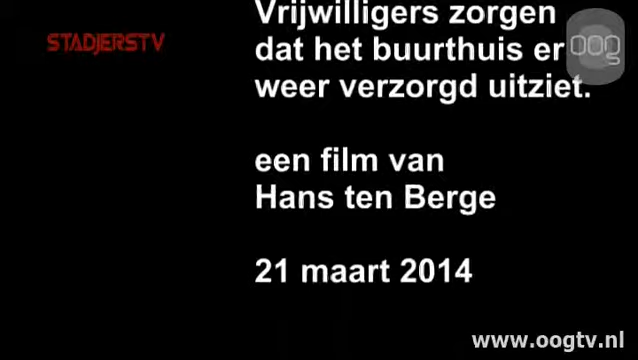 Vrijwilligers zorgen
STADJERSTV
dat het buurthuis er
oog
weer verzorgd uitziet.
een film van
Hans ten Berge
21 maart 2014
www.oogtv.nl